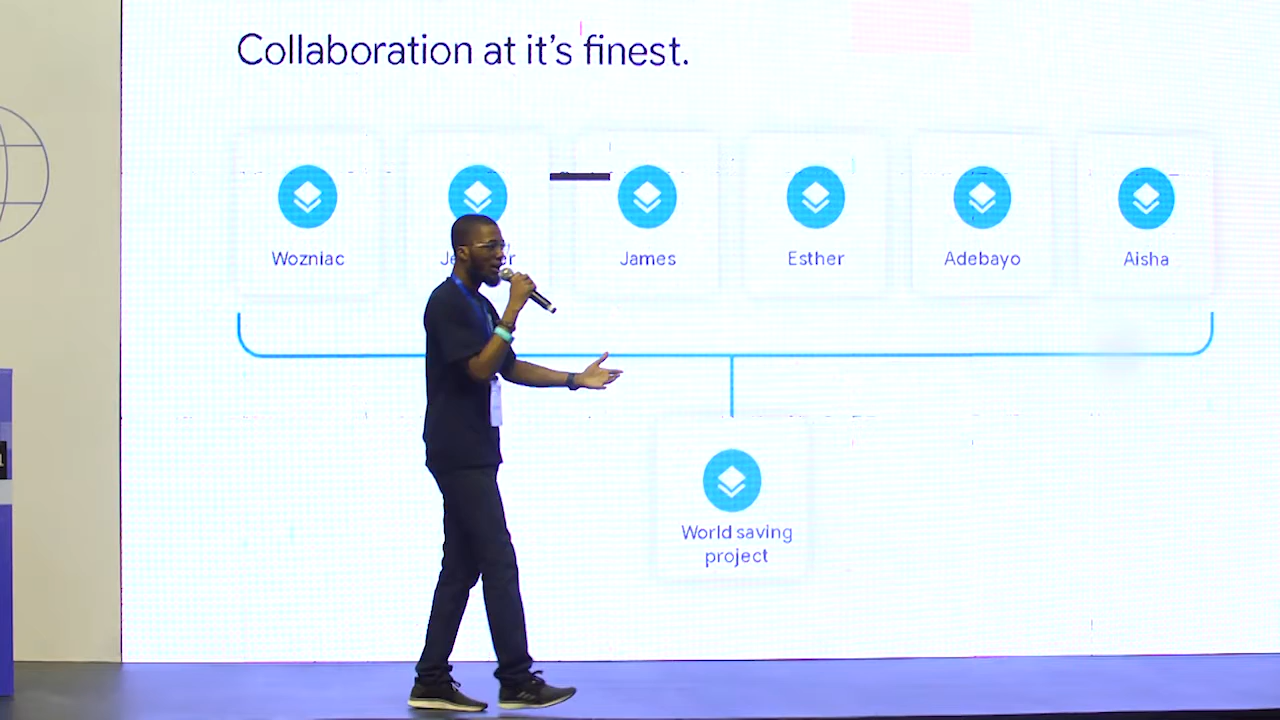 Collaboration at it's finest.
Wozniac
James
Esther
Adebayo
Aisha
World saving
project